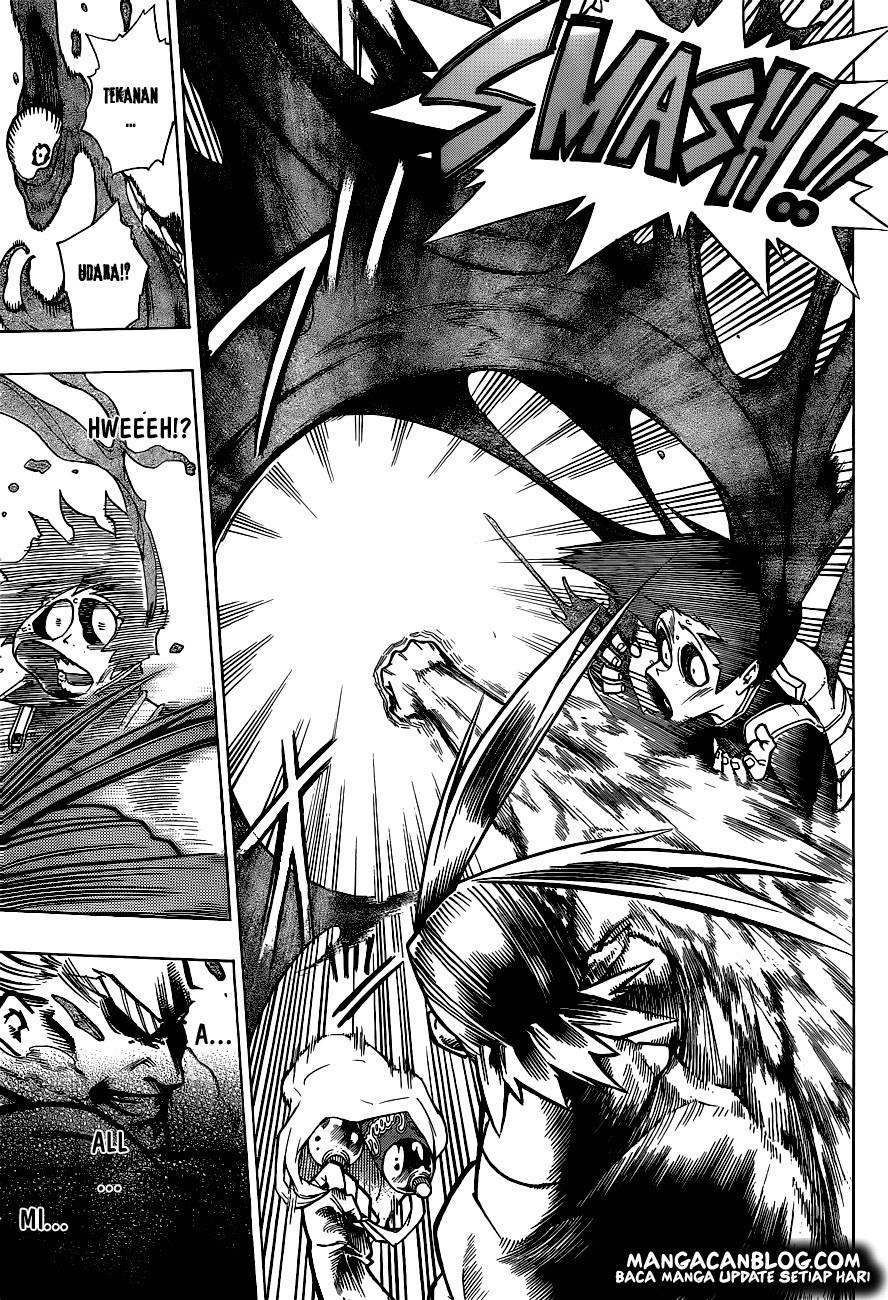 SMASH!!
TEKANAN
...
UDARA!?
HWEEEH!?
A...
ALL
...
MI...
MANGACANBLOG.COM
BACA MANGA UPDATE SETIAP HARI